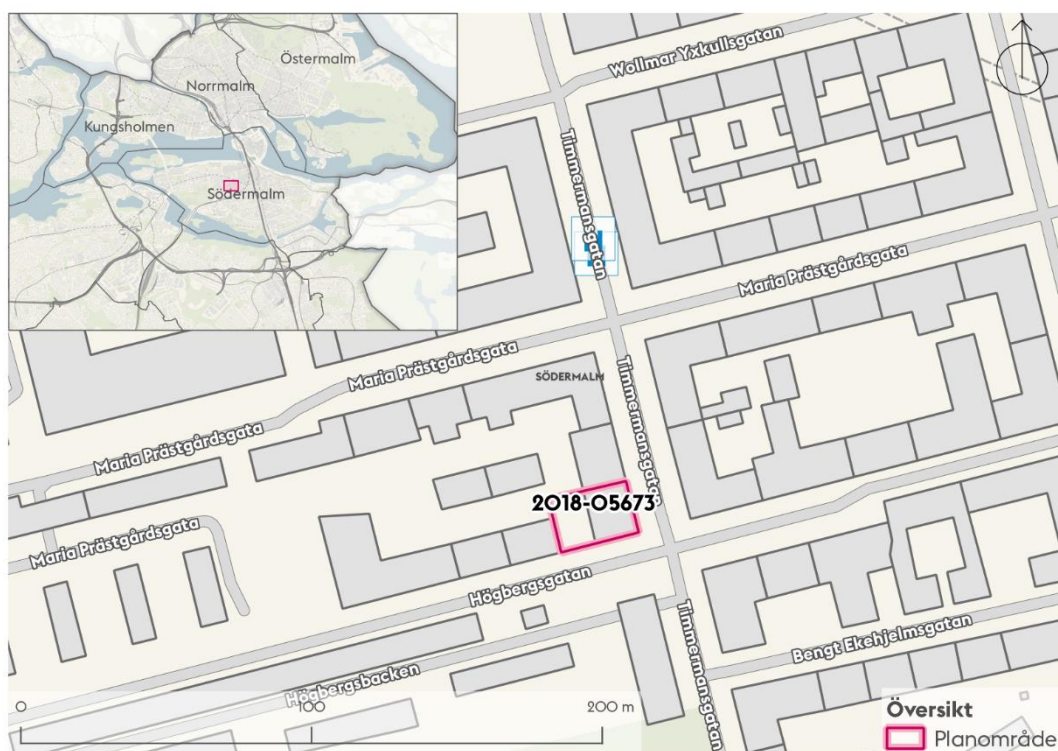 Östermalm
Norrmalm
Kungsholmen
Södermalm
Wollmar Yxkullsgatan
Timmermansgatan
Maria Prästgårdsgata
Maria Prästgårdsgata
SÖDERMALM
Timmermansgatan
Maria Prästgårdsgata
2018-05673
Maria Prästgårdsgata
Högbergsgatan
Timmermansgatan
Bengt Ekehjelmsgatan
Högbergsbacken
0 100 200 m
Översikt
Planområde